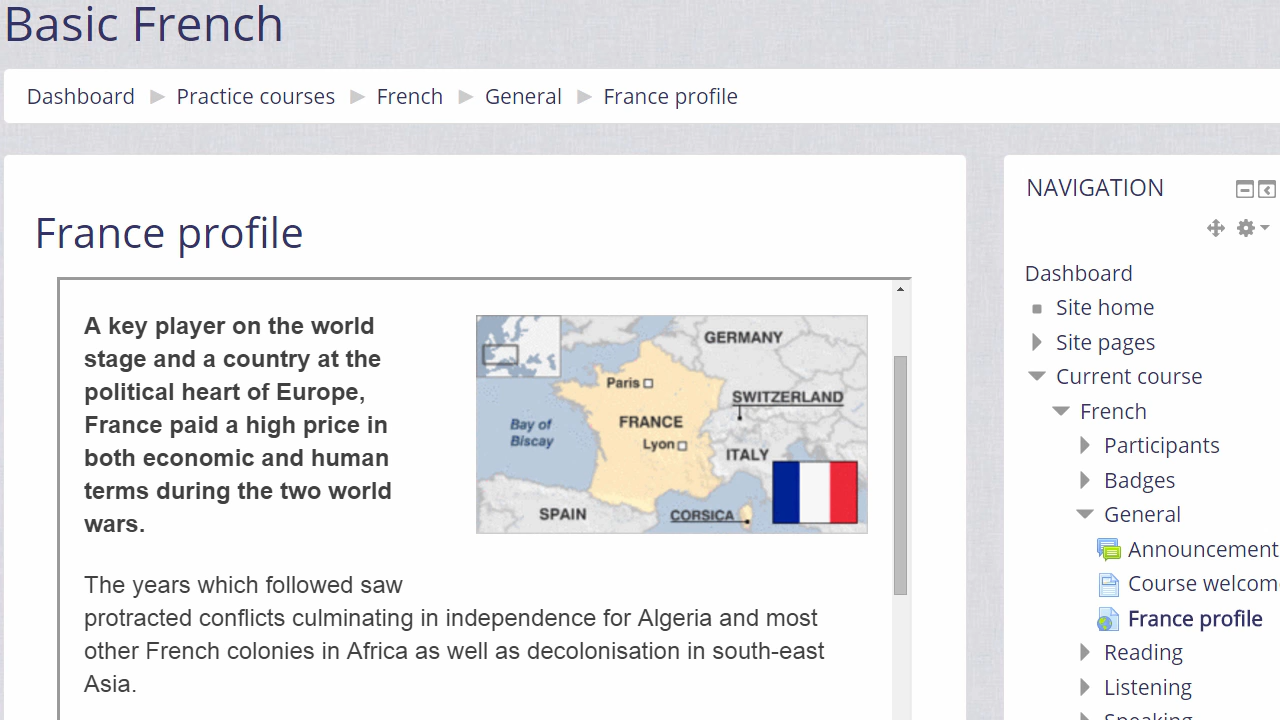 Basic French
Dashboard Practice courses French General France profile
France profile
A key player on the world
stage and a country at the
political heart of Europe,
France paid a high price in
both economic and human
terms during the two world
wars.
GERMANY
Paris
SWITZERLAND
FRANCE
Bay of
Biscay
Lyon
ITALY
SPAIN
CORSICA
The years which followed saw
protracted conflicts culminating in independence for Algeria and most
other French colonies in Africa as well as decolonisation in south-east
Asia.
NAVIGATION
Dashboard
Site home
Site pages
Current course
French
Participants
Badges
General
Announcement
Course welcom
France profile
Reading
Listening
Speaking